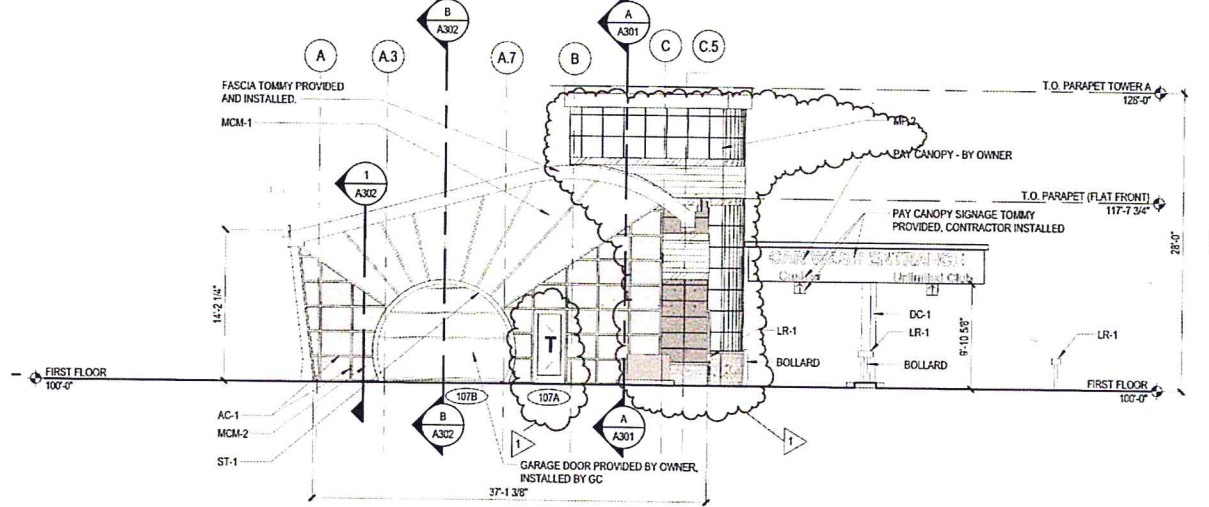 B
A302
A
A301
A
A.3
A.7
B
C
C.5
FASCIA TOMMY PROVIDED
AND INSTALLED.
MCM-1
T.O. PARAPET TOWER A
128'-0"
PAY CANOPY - BY OWNER
1
A302
T.O. PARAPET (FLAT FRONT)
117'-7 3/4"
PAY CANOPY SIGNAGE TOMMY
PROVIDED, CONTRACTOR INSTALLED
28'-0"
CAR WASH ENTRANCE
Unlimited Club
14'-2 1/4"
DC-1
LR-1
LR-1
LR-1
9'-10 5/8"
T
BOLLARD
BOLLARD
FIRST FLOOR
100'-0"
FIRST FLOOR
100'-0"
107B
107A
AC-1
MCM-2
ST-1
B
A302
A
A301
1
1
GARAGE DOOR PROVIDED BY OWNER,
INSTALLED BY GC
37'-1 3/8"